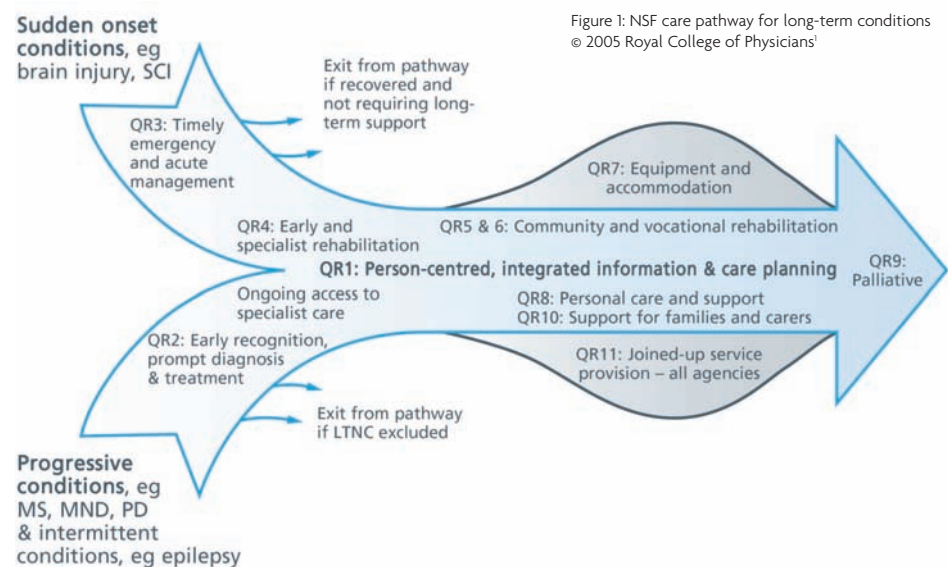 Sudden onset
conditions, eg
brain injury, SCI
Figure 1: NSF care pathway for long-term conditions
© 2005 Royal College of Physicians¹
Exit from pathway
if recovered and
not requiring long-
term support
QR3: Timely
emergency
and acute
management
QR7: Equipment and
accommodation
QR4: Early and
specialist rehabilitation
QR5 & 6: Community and vocational rehabilitation
QR1: Person-centred, integrated information & care planning
QR9:
Palliative
Ongoing access to
specialist care
QR8: Personal care and support
QR10: Support for families and carers
QR2: Early recognition,
prompt diagnosis
& treatment
QR11: Joined-up service
provision – all agencies
Exit from pathway
if LTNC excluded
Progressive
conditions, eg
MS, MND, PD
& intermittent
conditions, eg epilepsy